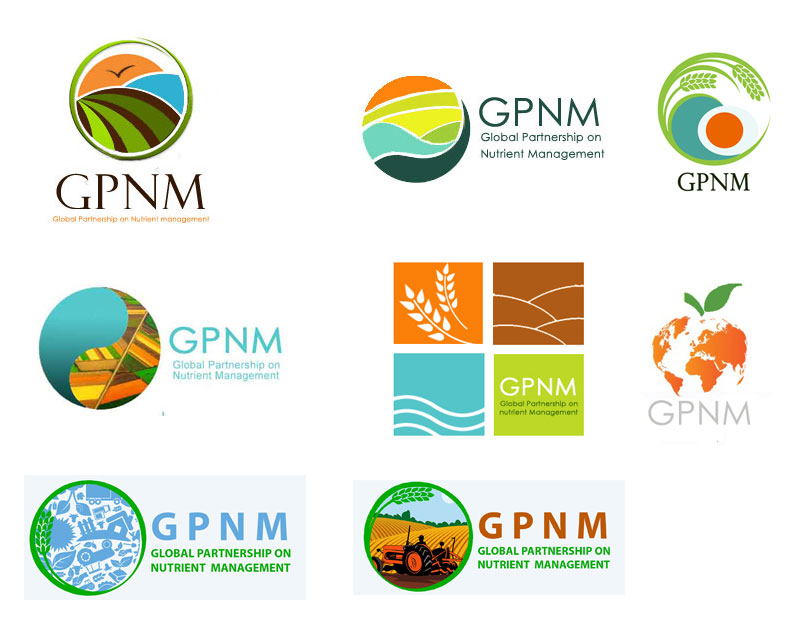 GPNM
Global Partnership on Nutrient management
GPNM
Global Partnership on
Nutrient Management
GPNM
GPNM
Global Partnership on
Nutrient Management
GPNM
Global Partnership on
nutrient Management
GPNM
GPNM
GLOBAL PARTNERSHIP ON
NUTRIENT MANAGEMENT
GPNM
GLOBAL PARTNERSHIP ON
NUTRIENT MANAGEMENT